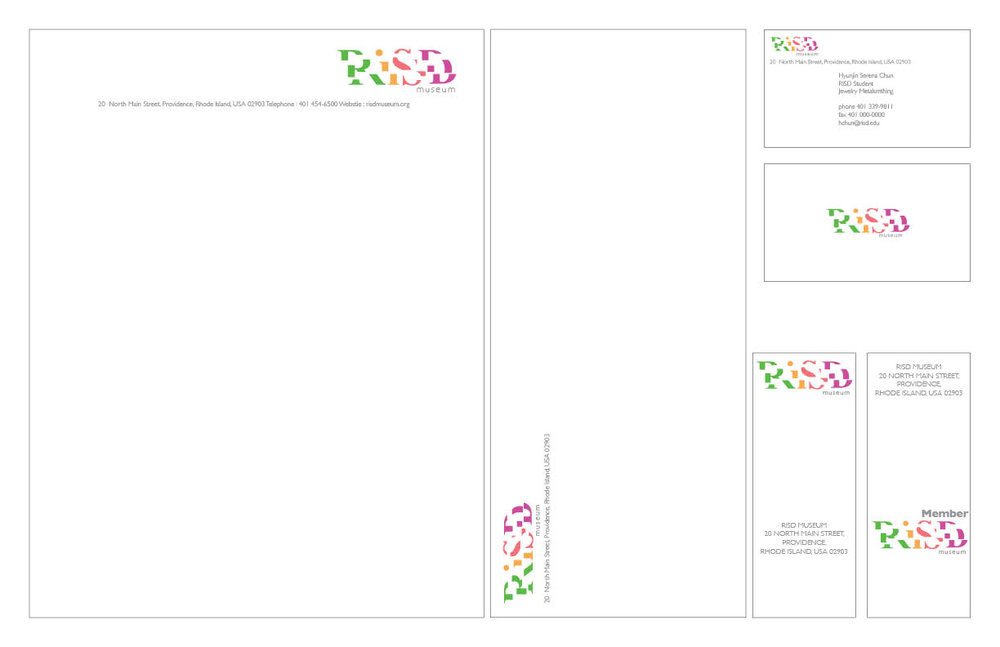 RiSD
museum
20 North Main Street, Providence, Rhode Island, USA 02903 Telephone : 401 454-6500 Website : risdmuseum.org
RiSD
museum
20 North Main Street, Providence, Rhode Island, USA 02903
RiSD
museum
20 North Main Street, Providence, Rhode Island, USA 02903
Hyunjin Serena Chun
RISD Student
Jewelry Metalsmthing
phone 401 339-9811
fax 401 000-0000
hchun@risd.edu
RiSD
museum
RiSD
museum
RISD MUSEUM
20 NORTH MAIN STREET,
PROVIDENCE,
RHODE ISLAND, USA 02903
RISD MUSEUM
20 NORTH MAIN STREET,
PROVIDENCE,
RHODE ISLAND, USA 02903
Member
RiSD
museum